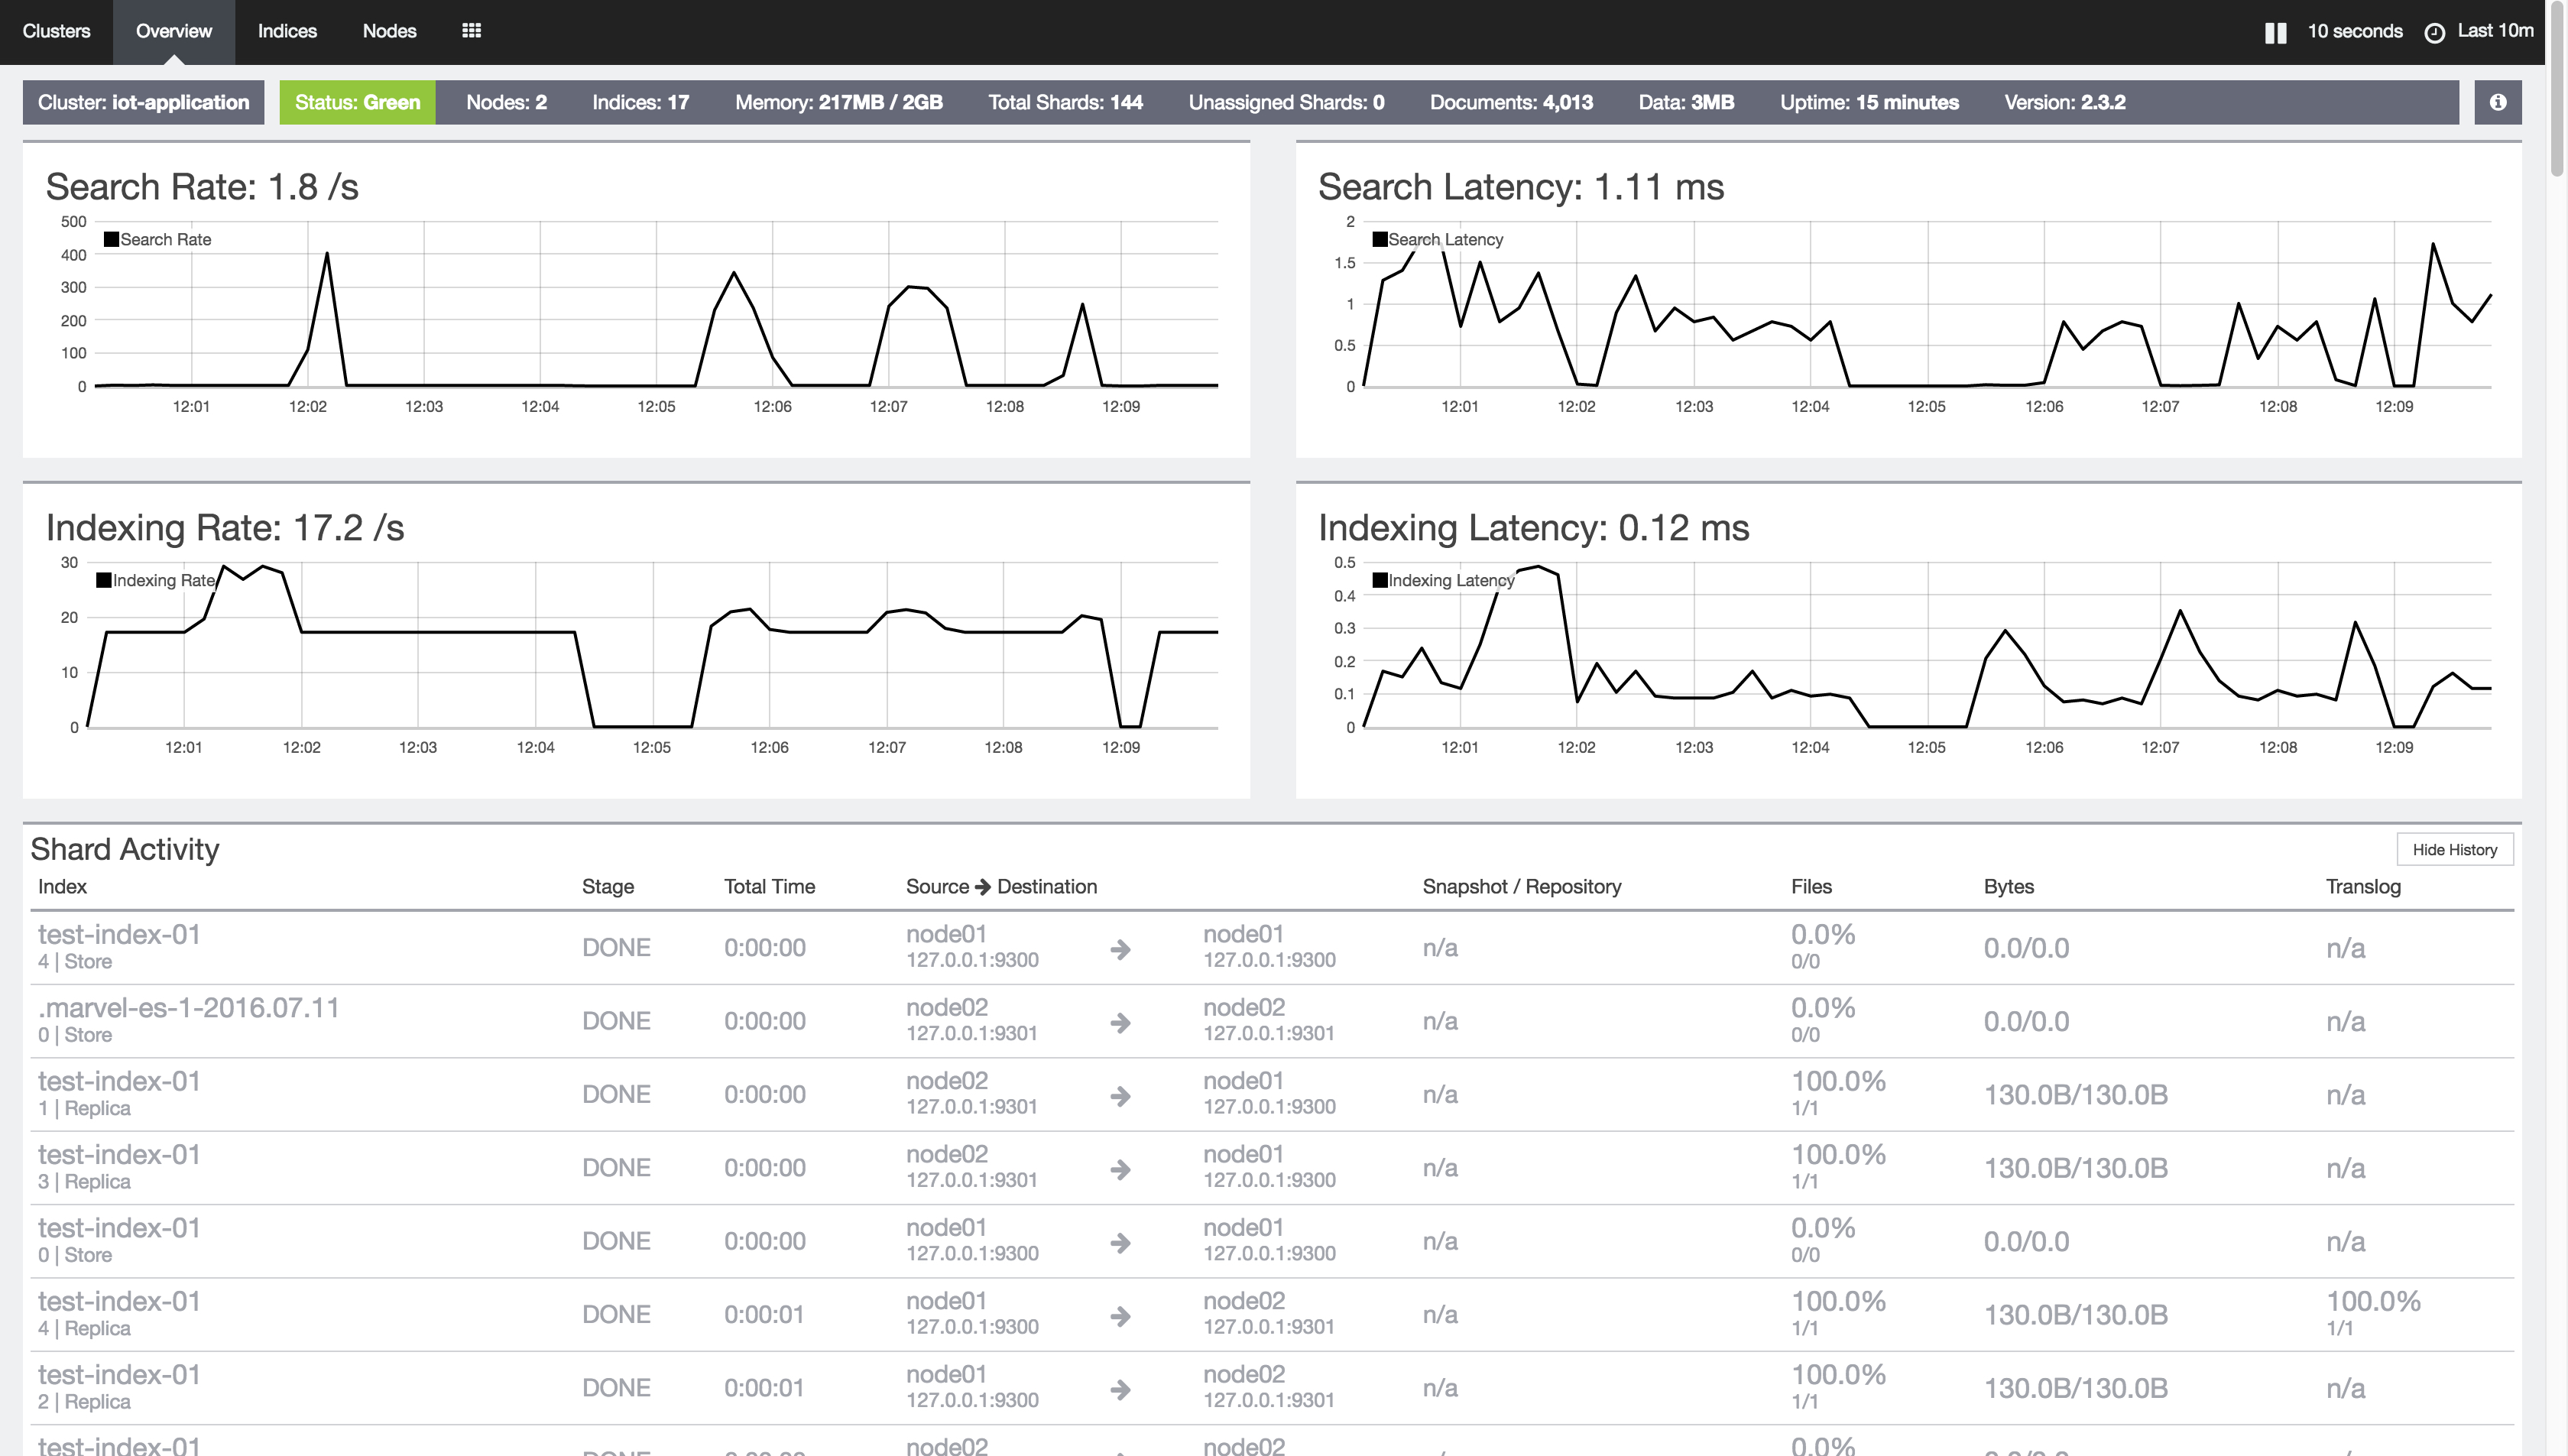 Clusters Overview Indices Nodes 10 seconds Last 10m
Cluster: iot-application Status: Green Nodes: 2 Indices: 17 Memory: 217MB / 2GB Total Shards: 144 Unassigned Shards: 0 Documents: 4,013 Data: 3MB Uptime: 15 minutes Version: 2.3.2
Search Rate: 1.8 /s
500
Search Rate
400
300
200
100
0
12:01 12:02 12:03 12:04 12:05 12:06 12:07 12:08 12:09
Search Latency: 1.11 ms
2
Search Latency
1.5
1
0.5
0
12:01 12:02 12:03 12:04 12:05 12:06 12:07 12:08 12:09
Indexing Rate: 17.2 /s
30
Indexing Rate
20
10
0
12:01 12:02 12:03 12:04 12:05 12:06 12:07 12:08 12:09
Indexing Latency: 0.12 ms
0.5
Indexing Latency
0.4
0.3
0.2
0.1
0
12:01 12:02 12:03 12:04 12:05 12:06 12:07 12:08 12:09
Shard Activity
Hide History
Index Stage Total Time Source Destination Snapshot / Repository Files Bytes Translog
test-index-01 DONE 0:00:00 node01 node01 n/a 0.0% 0.0/0.0 n/a
4 | Store 127.0.0.1:9300 127.0.0.1:9300 0/0
.marvel-es-1-2016.07.11 DONE 0:00:00 node02 node02 n/a 0.0% 0.0/0.0 n/a
0 | Store 127.0.0.1:9301 127.0.0.1:9301 0/0
test-index-01 DONE 0:00:00 node02 node01 n/a 100.0% 130.0B/130.0B n/a
1 | Replica 127.0.0.1:9301 127.0.0.1:9300 1/1
test-index-01 DONE 0:00:00 node02 node01 n/a 100.0% 130.0B/130.0B n/a
3 | Replica 127.0.0.1:9301 127.0.0.1:9300 1/1
test-index-01 DONE 0:00:00 node01 node01 n/a 0.0% 0.0/0.0 n/a
0 | Store 127.0.0.1:9300 127.0.0.1:9300 0/0
test-index-01 DONE 0:00:01 node01 node02 n/a 100.0% 130.0B/130.0B 100.0%
4 | Replica 127.0.0.1:9300 127.0.0.1:9301 1/1 1/1
test-index-01 DONE 0:00:01 node01 node02 n/a 100.0% 130.0B/130.0B n/a
2 | Replica 127.0.0.1:9300 127.0.0.1:9301 1/1
test-index-01 node02 node02 0.0%